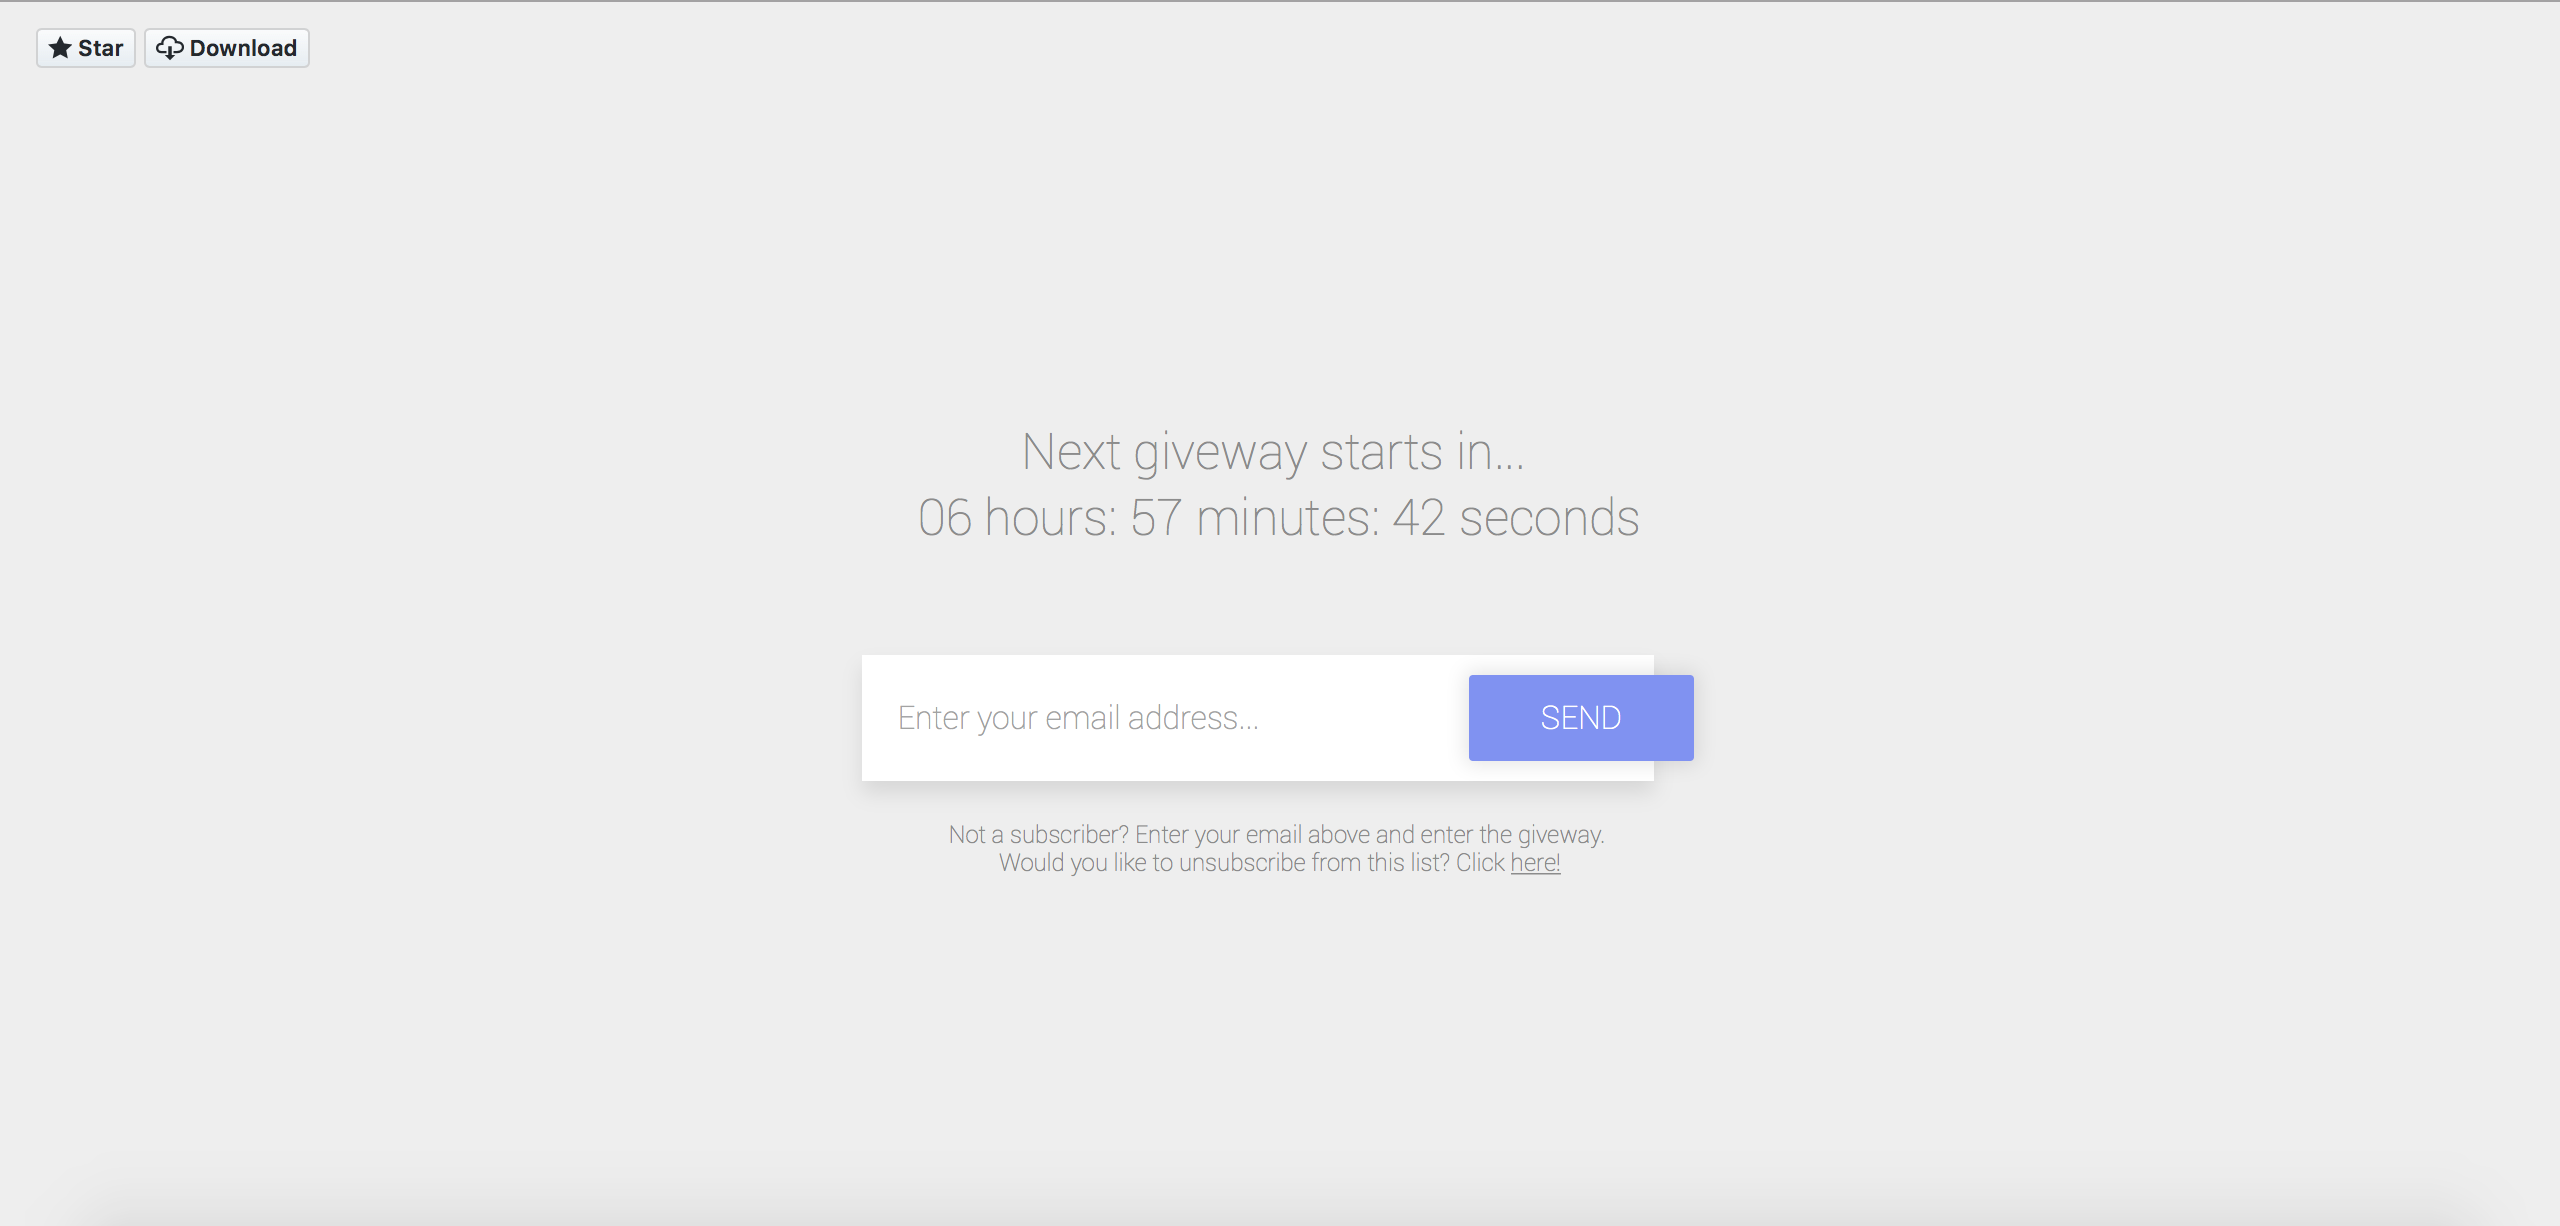 Star Download
Next giveway starts in...
06 hours: 57 minutes: 42 seconds
Enter your email address... SEND
Not a subscriber? Enter your email above and enter the giveway.
Would you like to unsubscribe from this list? Click here!